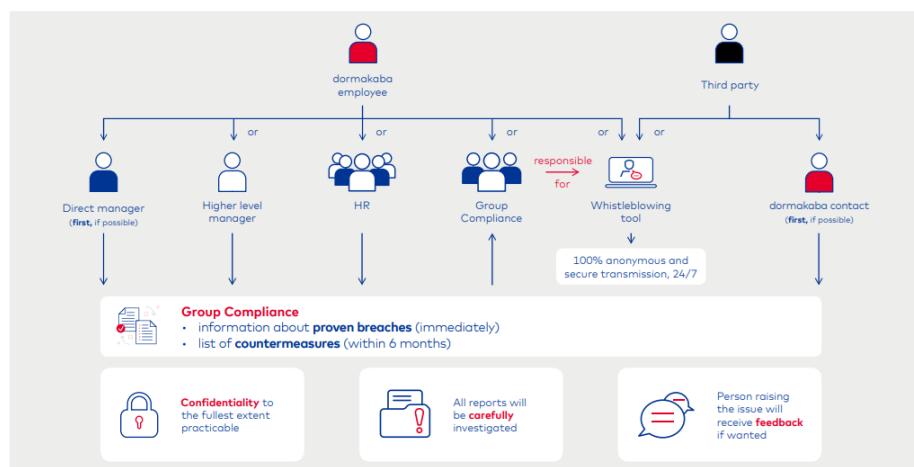 dormakaba
employee
Third party
or
or
or
or
or
responsible
for
Direct manager
(first, if possible)
Higher level
manager
HR
Group
Compliance
Whistleblowing
tool
dormakaba contact
(first, if possible)
100% anonymous and
secure transmission, 24/7
Group Compliance
• information about proven breaches (immediately)
• list of countermeasures (within 6 months)
Confidentiality to
the fullest extent
practicable
All reports will
be carefully
investigated
Person raising
the issue will
receive feedback
if wanted